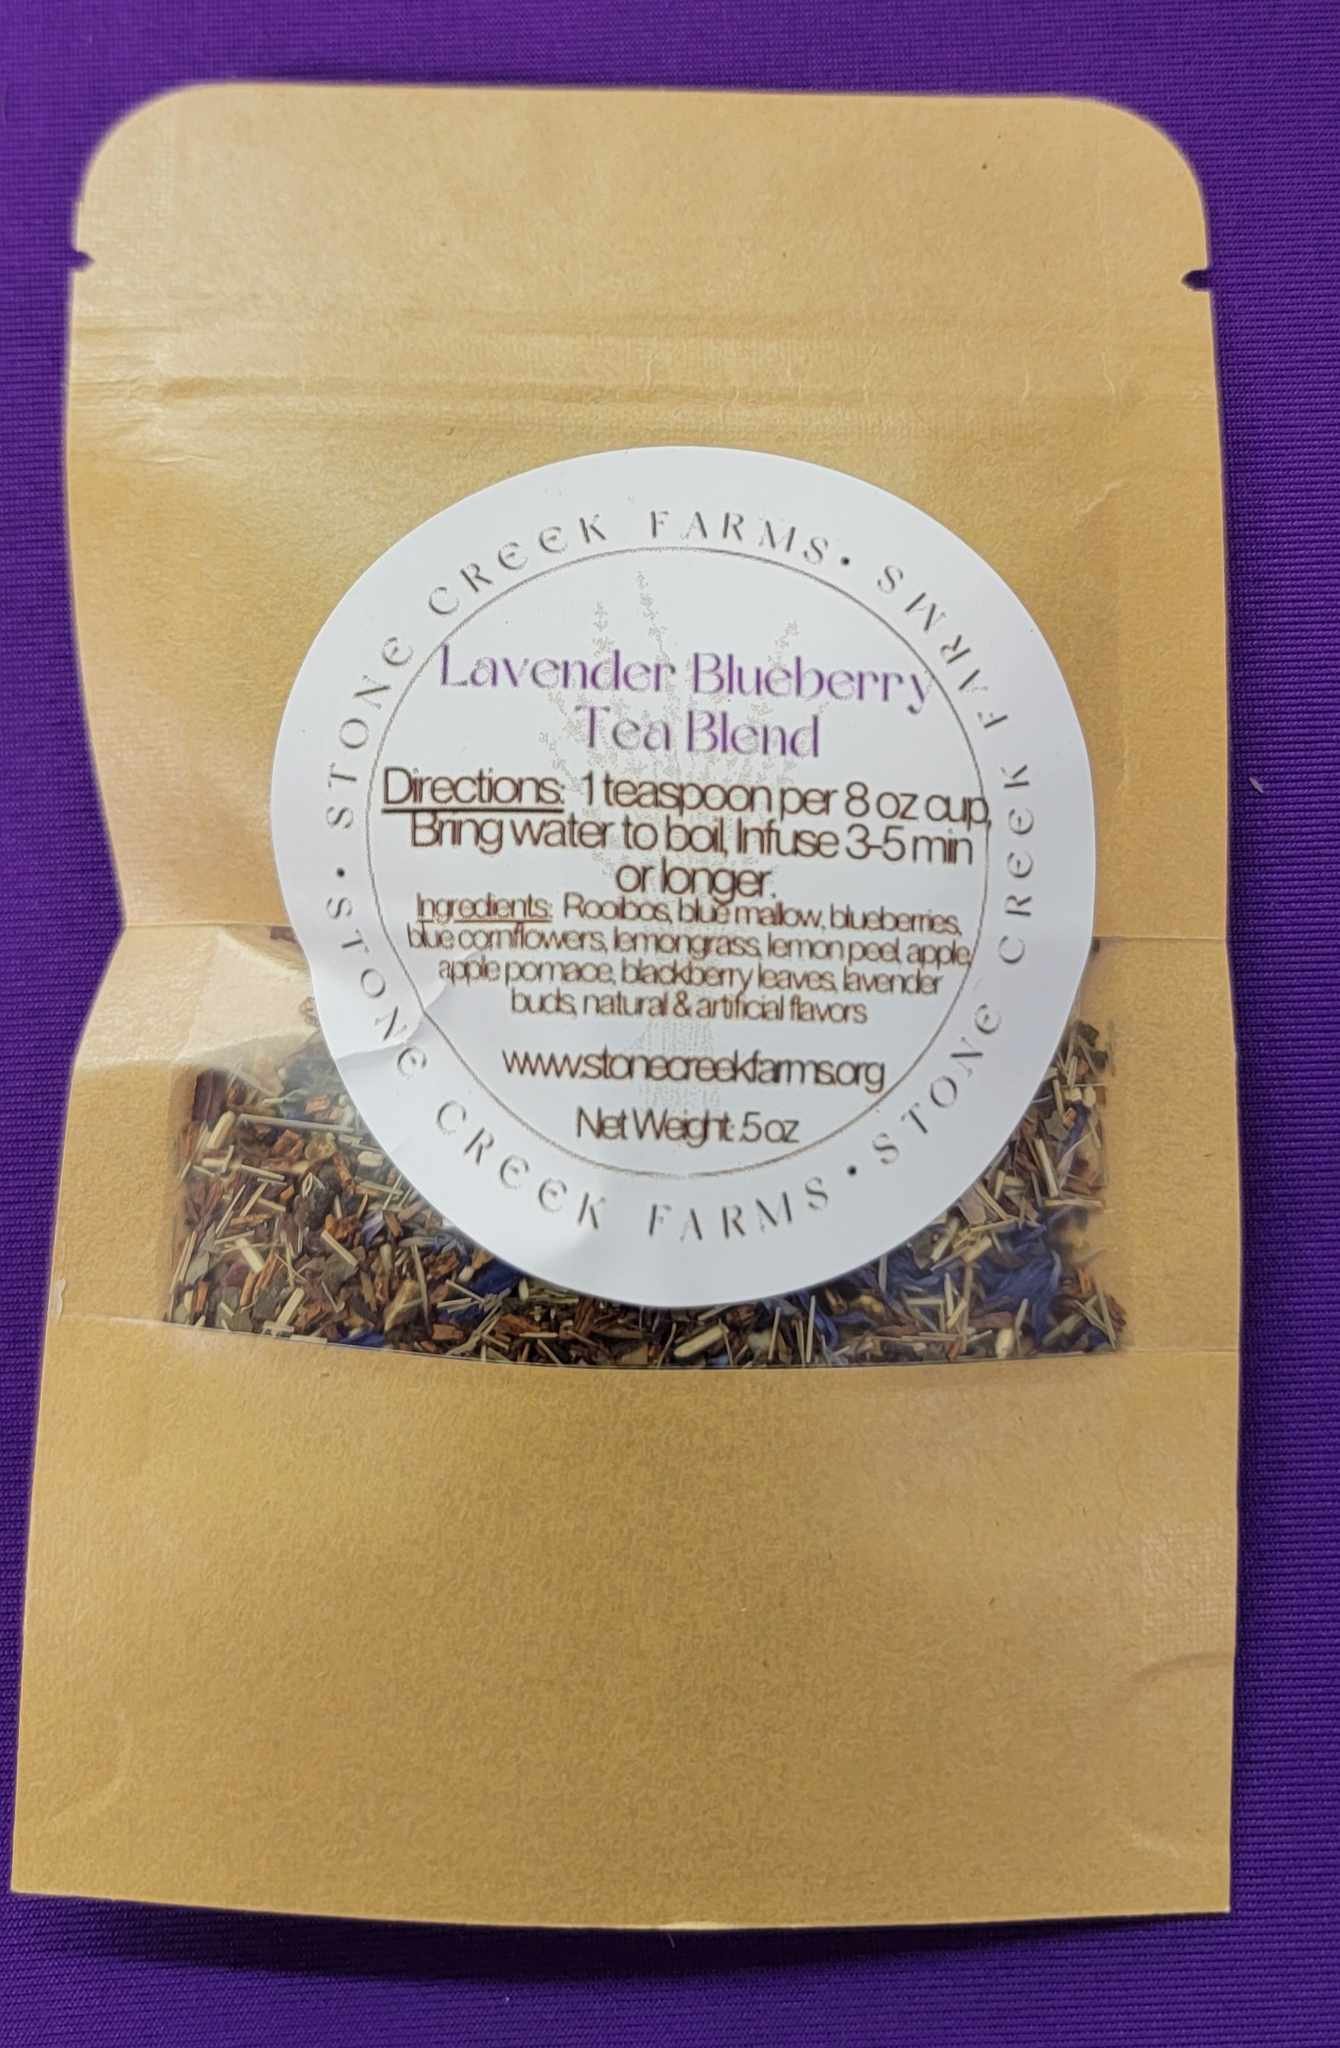 STONE CREEK FARMS • STONE CREEK FARMS • STONE CREEK FARMS •
Lavender Blueberry
Tea Blend
Directions: 1 teaspoon per 8 oz cup,
Bring water to boil, Infuse 3-5 min
or longer.
Ingredients: Rooibos, blue mallow, blueberries,
blue cornflowers, lemongrass, lemon peel, apple,
apple pomace, blackberry leaves, lavender
buds, natural & artificial flavors
www.stonecreekfarms.org
Net Weight: .5 oz